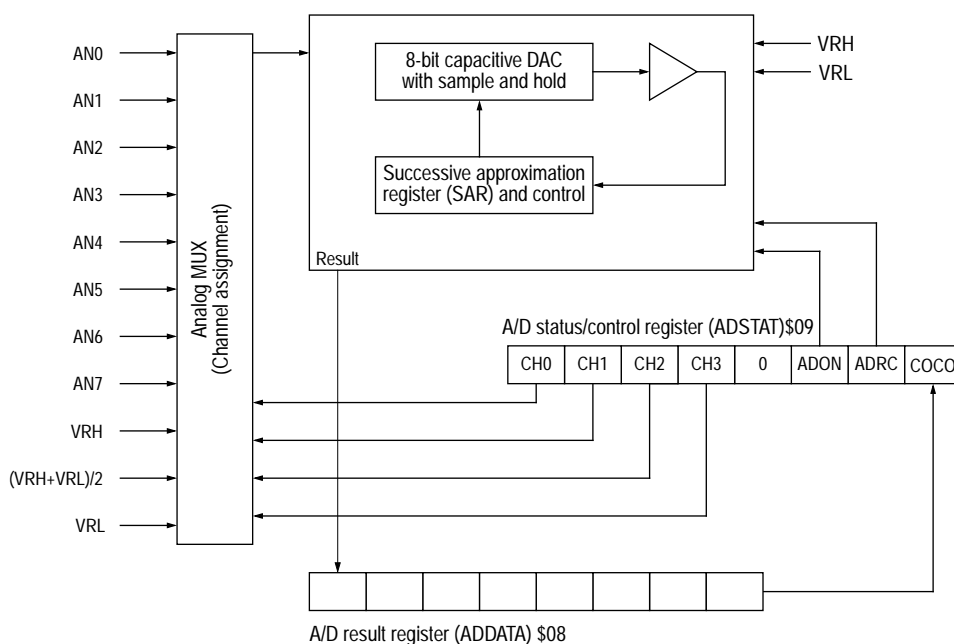 AN0
AN1
AN2
AN3
AN4
AN5
AN6
AN7
VRH
(VRH+VRL)/2
VRL
Analog MUX
(Channel assignment)
8-bit capacitive DAC
with sample and hold
Successive approximation
register (SAR) and control
Result
VRH
VRL
A/D status/control register (ADSTAT)$09
CH0 CH1 CH2 CH3 0 ADON ADRC COCO
A/D result register (ADDATA) $08